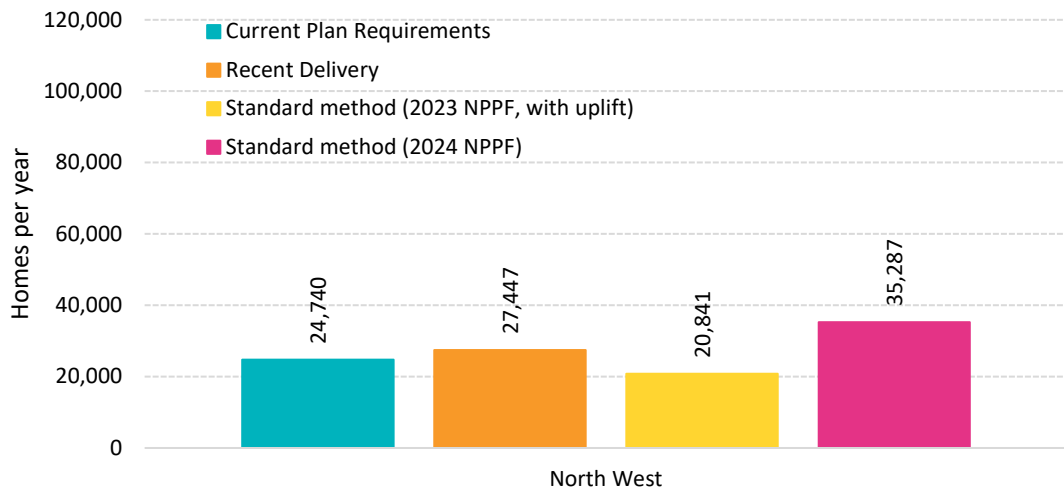 120,000
100,000
80,000
60,000
40,000
20,000
0
Homes per year
Current Plan Requirements
Recent Delivery
Standard method (2023 NPPF, with uplift)
Standard method (2024 NPPF)
24,740
27,447
20,841
35,287
North West